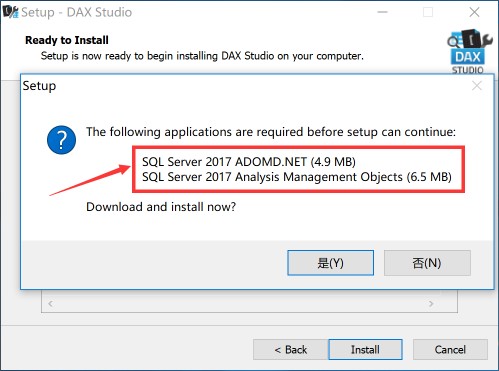 Setup - DAX Studio
Ready to Install
Setup is now ready to begin installing DAX Studio on your computer.
DAX
STUDIO
Setup
The following applications are required before setup can continue:
SQL Server 2017 ADOMD.NET (4.9 MB)
SQL Server 2017 Analysis Management Objects (6.5 MB)
Download and install now?
是(Y)
否(N)
< Back
Install
Cancel